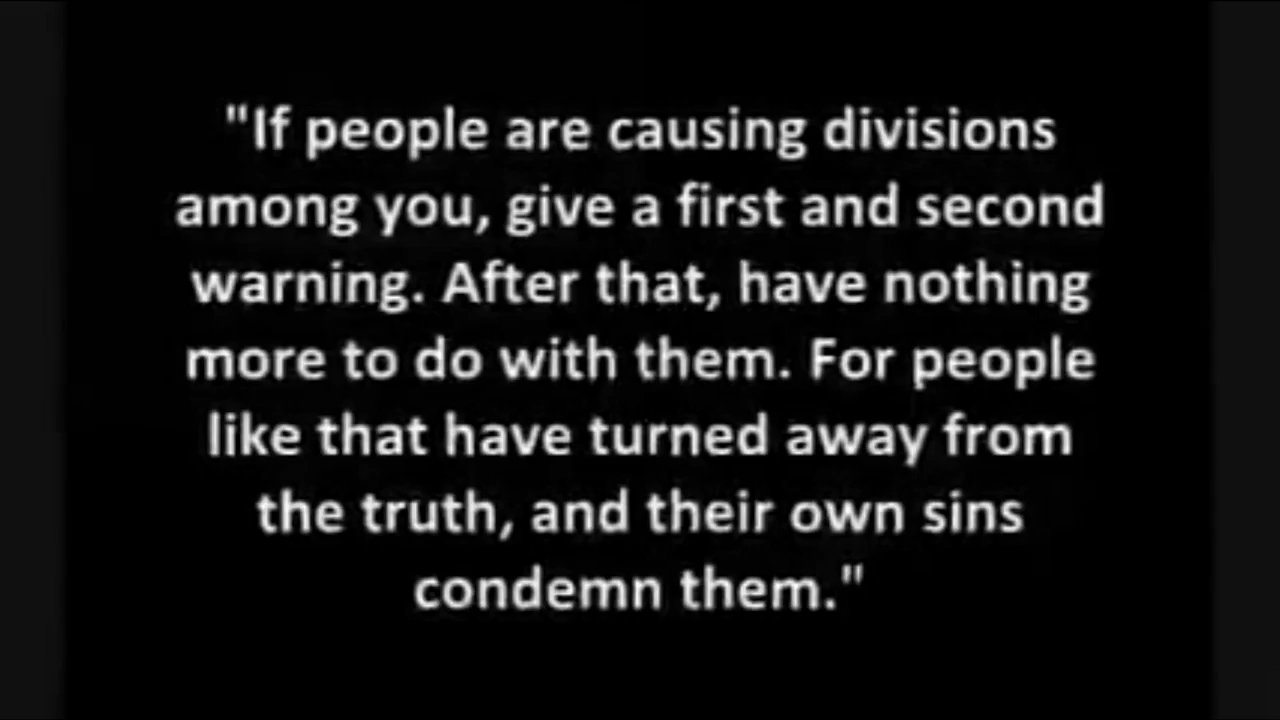 "If people are causing divisions
among you, give a first and second
warning. After that, have nothing
more to do with them. For people
like that have turned away from
the truth, and their own sins
condemn them."